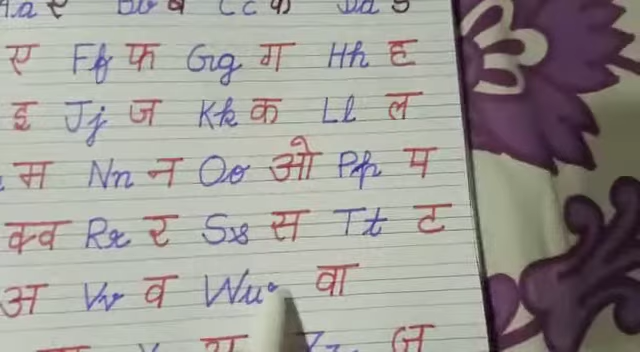 ए Ff फ Gg ग Hh ह
इ Jj ज Kk क Ll ल
म Nn न Oo ओ Pp प
क्व Rr र Ss स Tt ट
अ Vv व Ww वा